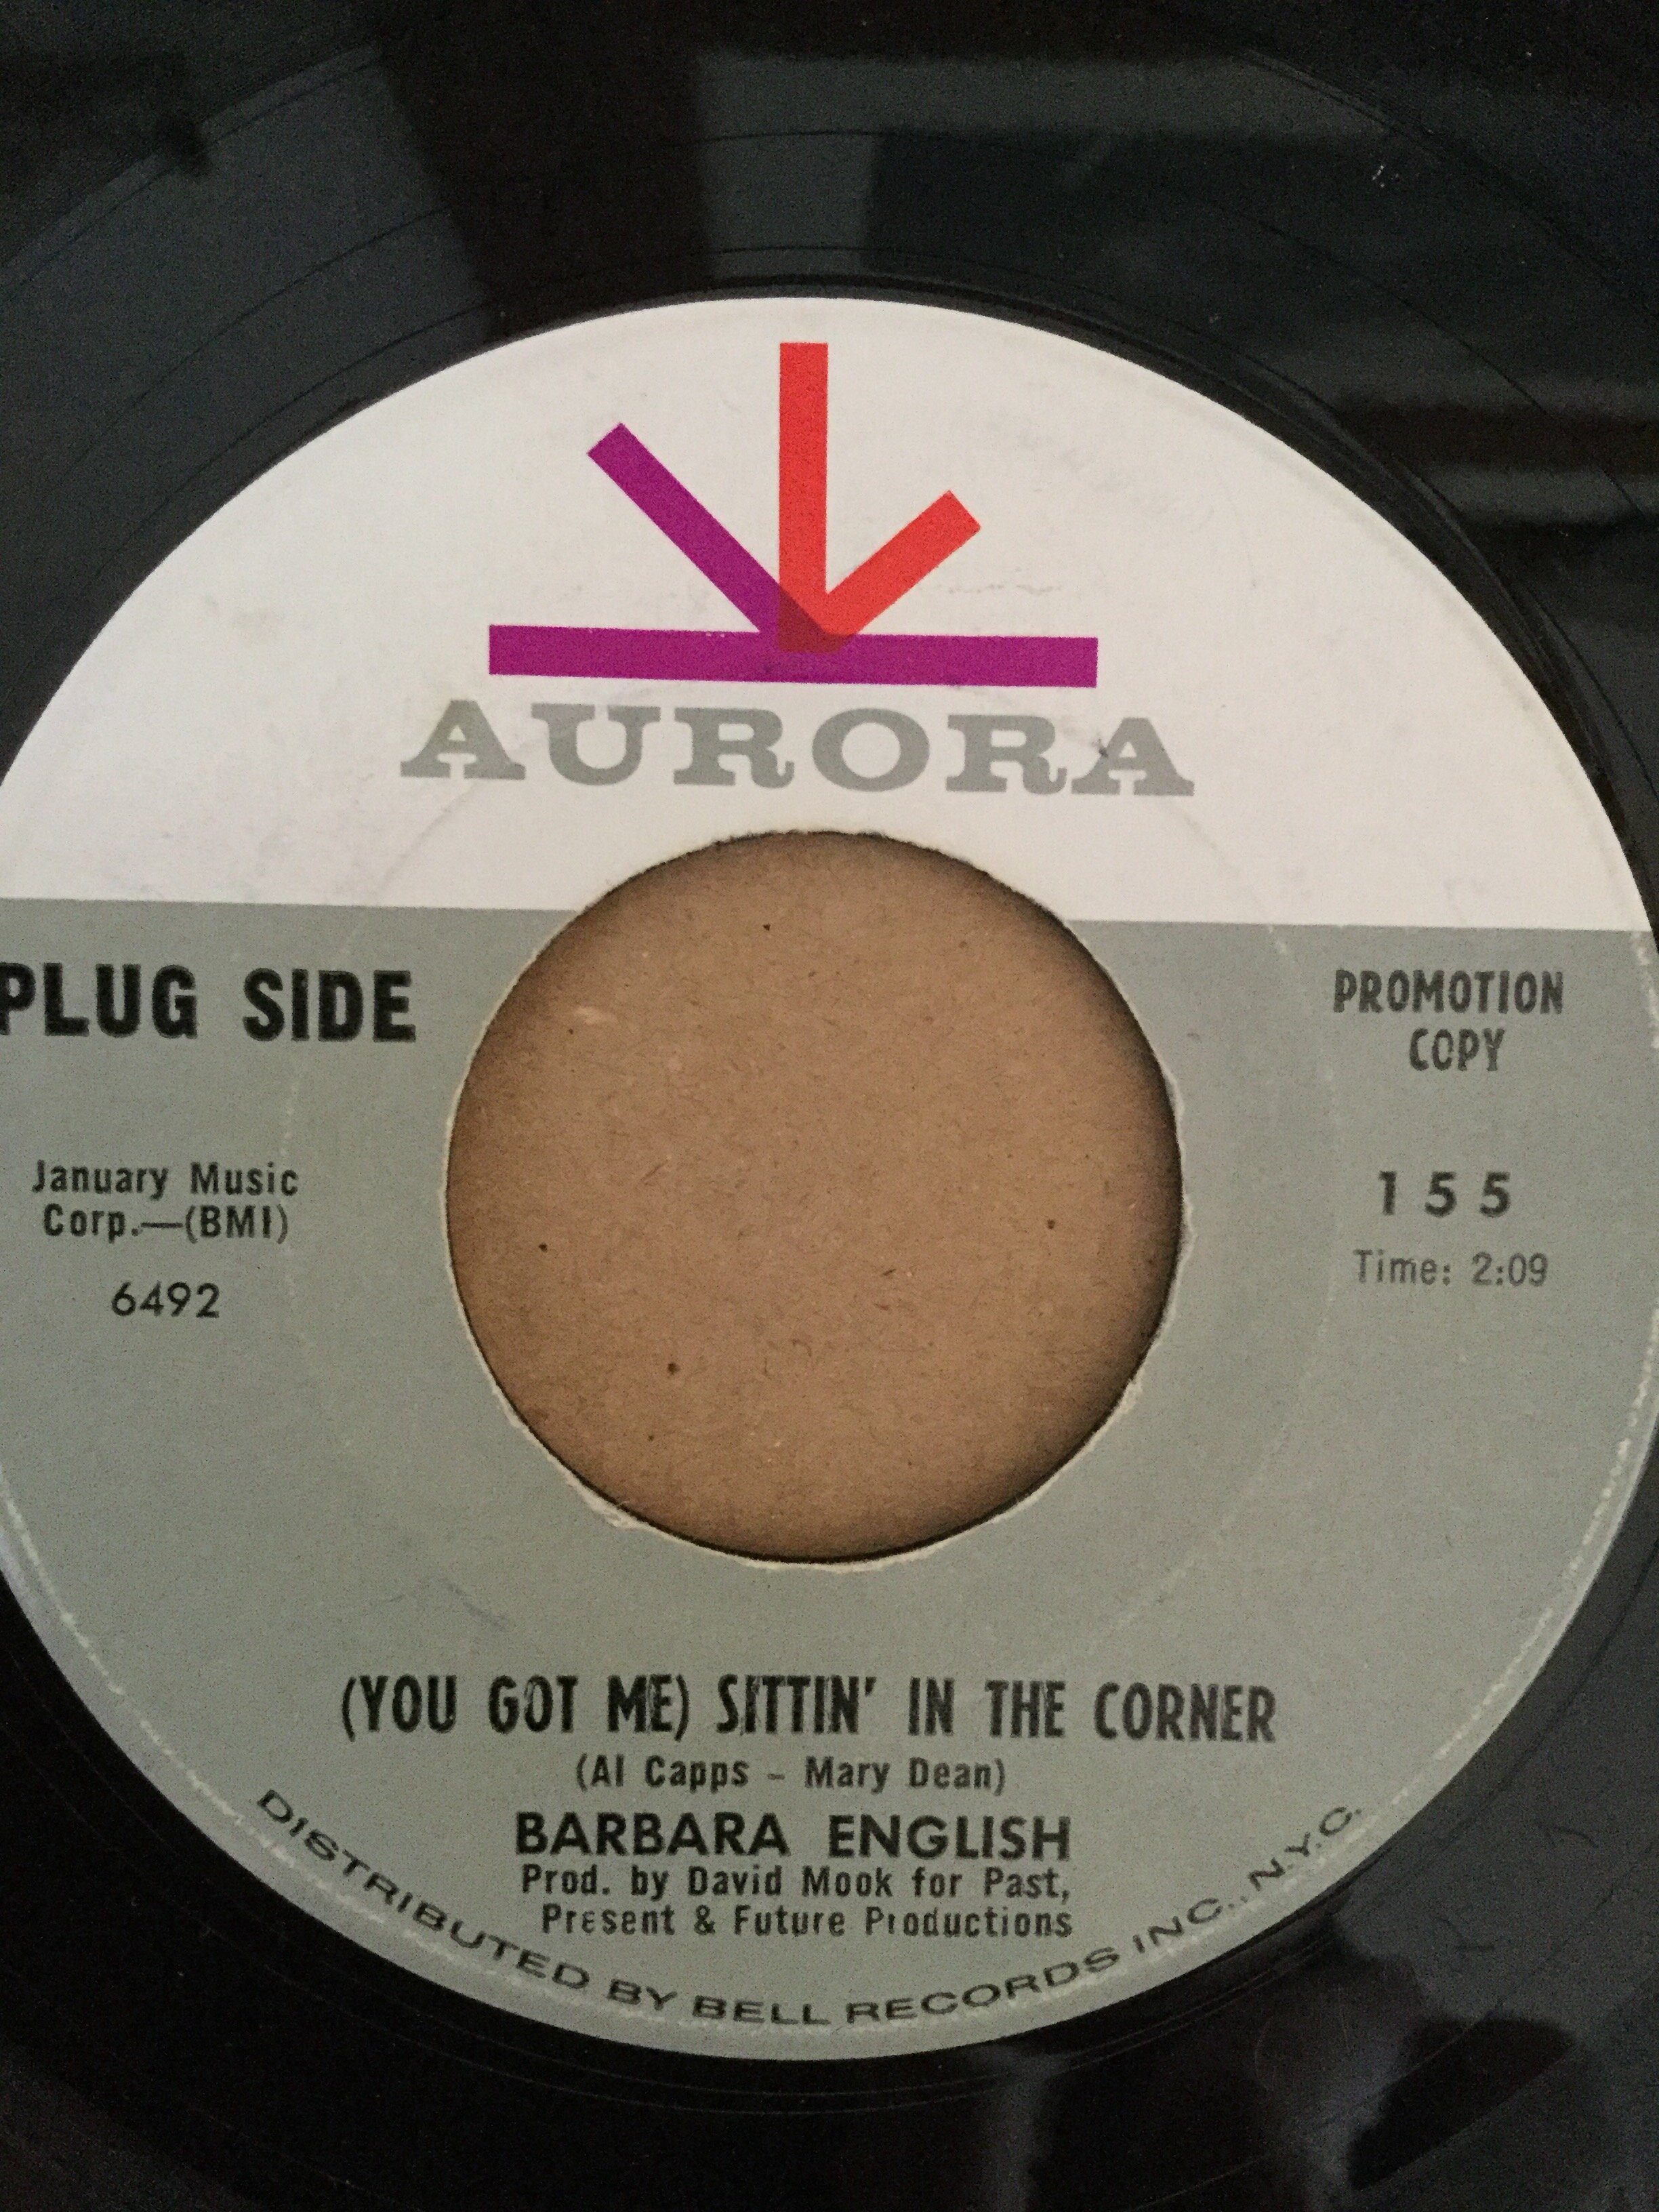 AURORA
PLUG SIDE
PROMOTION
COPY
January Music
Corp.—(BMI)
6492
155
Time: 2:09
(YOU GOT ME) SITTIN' IN THE CORNER
(Al Capps - Mary Dean)
BARBARA ENGLISH
Prod. by David Mook for Past,
Present & Future Productions
DISTRIBUTED BY BELL RECORDS INC., N.Y.C.